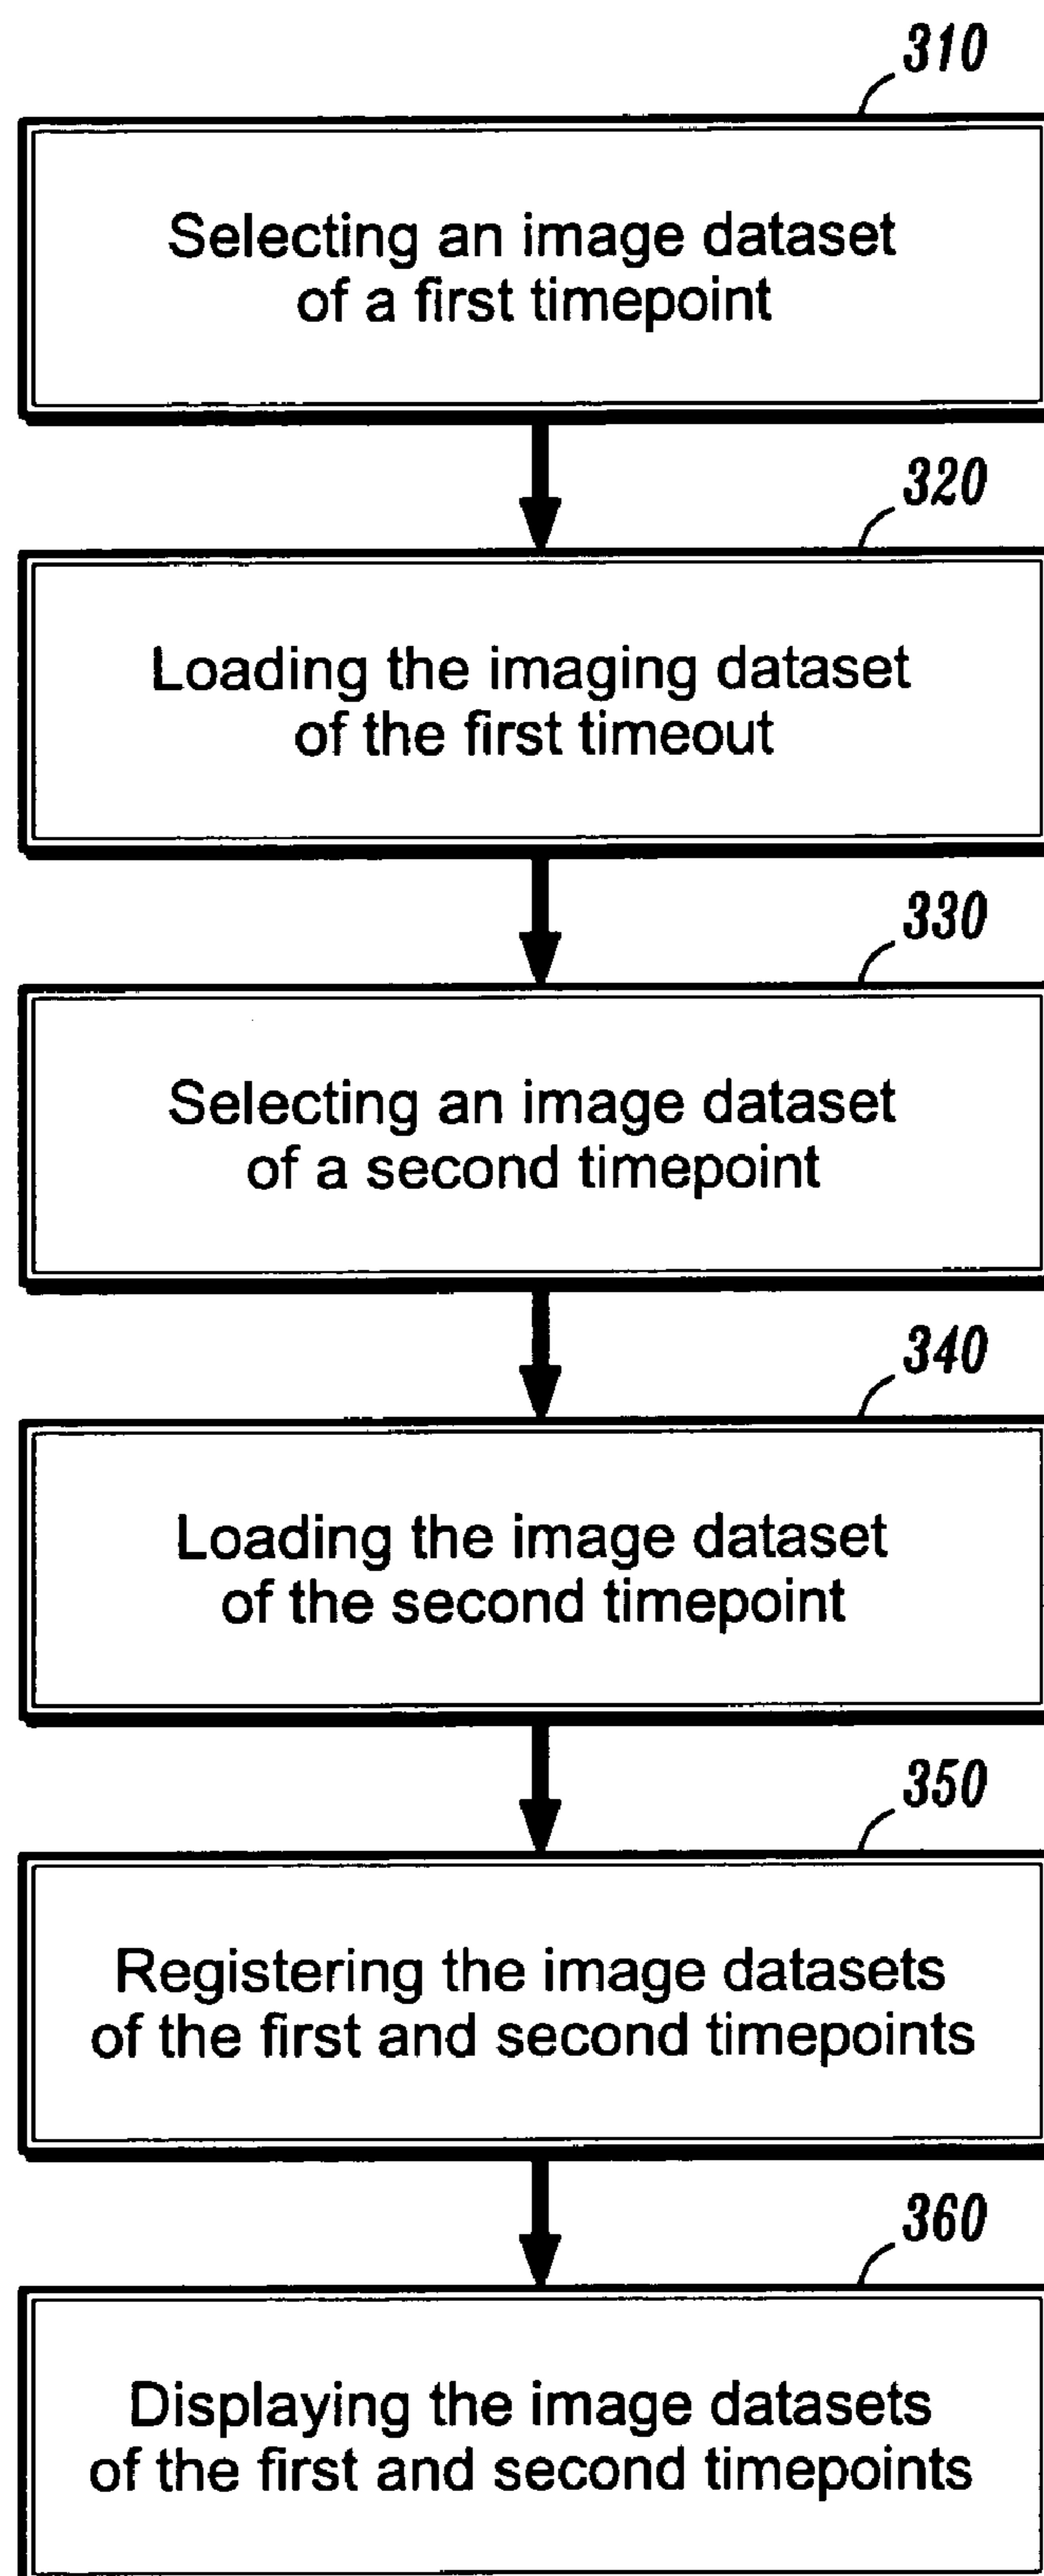 310
Selecting an image dataset
of a first timepoint
320
Loading the imaging dataset
of the first timeout
330
Selecting an image dataset
of a second timepoint
340
Loading the image dataset
of the second timepoint
350
Registering the image datasets
of the first and second timepoints
360
Displaying the image datasets
of the first and second timepoints